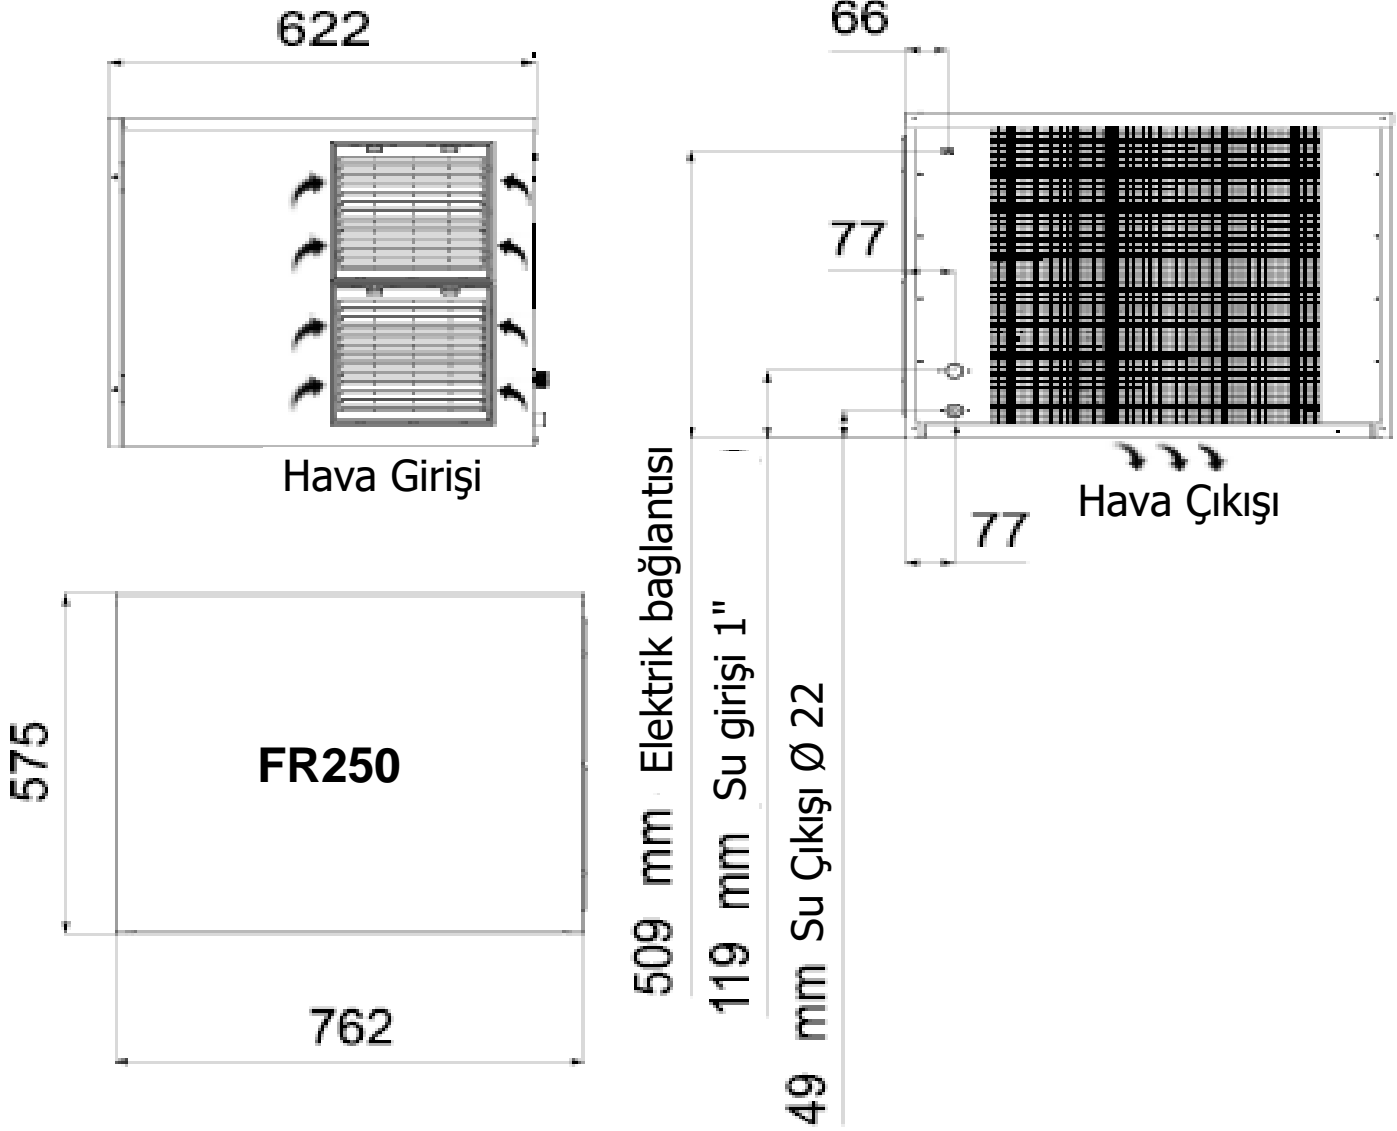 622
66
77
Hava Girişi
Hava Çıkışı
77
575
FR250
762
509 mm Elektrik bağlantısı
119 mm Su girişi 1"
49 mm Su Çıkışı Ø 22